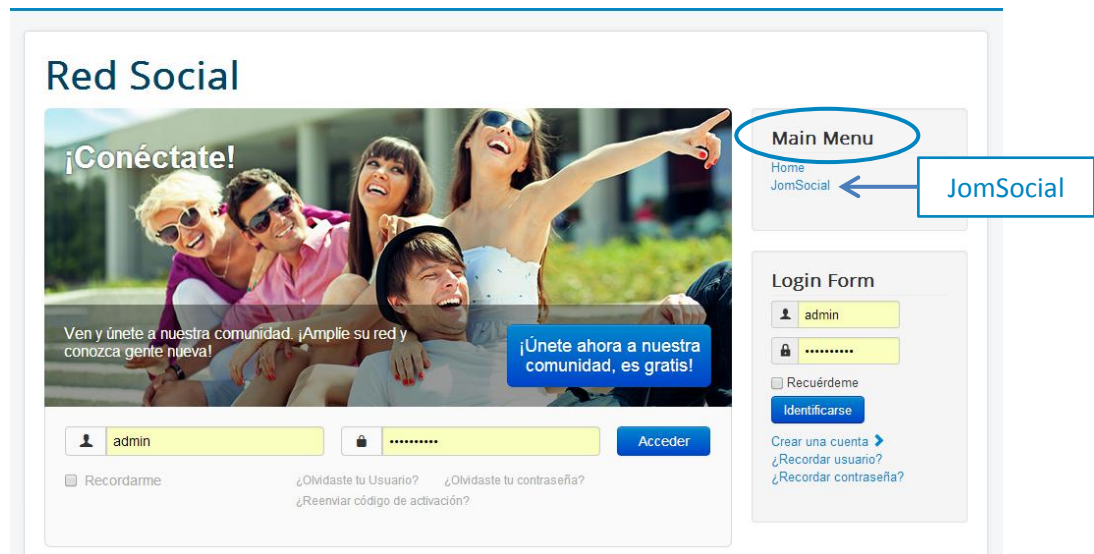 Red Social
¡Conéctate!
Ven y únete a nuestra comunidad. ¡Amplíe su red y
conozca gente nueva!
¡Únete ahora a nuestra
comunidad, es gratis!
admin
••••••••••
Acceder
Recordarme
¿Olvidaste tu Usuario?
¿Olvidaste tu contraseña?
¿Reenviar código de activación?
Main Menu
Home
JomSocial
JomSocial
Login Form
admin
••••••••••
Recuérdeme
Identificarse
Crear una cuenta
¿Recordar usuario?
¿Recordar contraseña?